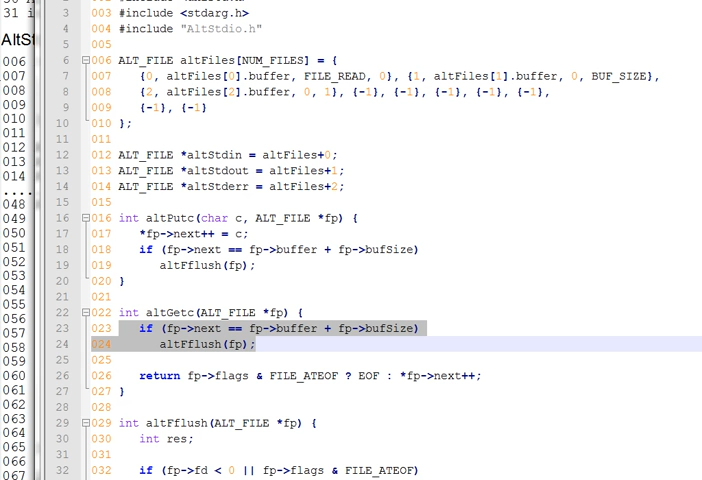 31 i
AltSt
006
007
008
009
010
011
012
013
014
....
048
049
050
051
052
053
054
055
056
057
058
059
060
061
062
063
064
065
066
067
3 003 #include <stdarg.h>
4 004 #include "AltStdio.h"
5 005
6 006 ALT_FILE altFiles[NUM_FILES] = {
7 007 {0, altFiles[0].buffer, FILE_READ, 0}, {1, altFiles[1].buffer, 0, BUF_SIZE},
8 008 {2, altFiles[2].buffer, 0, 1}, {-1}, {-1}, {-1}, {-1}, {-1},
9 009 {-1}, {-1}
10 010 };
11 011
12 012 ALT_FILE *altStdin = altFiles+0;
13 013 ALT_FILE *altStdout = altFiles+1;
14 014 ALT_FILE *altStderr = altFiles+2;
15 015
16 016 int altPutc(char c, ALT_FILE *fp) {
17 017 *fp->next++ = c;
18 018 if (fp->next == fp->buffer + fp->bufSize)
19 019 altFflush(fp);
20 020 }
21 021
22 022 int altGetc(ALT_FILE *fp) {
23 023 if (fp->next == fp->buffer + fp->bufSize)
24 024 altFflush(fp);
25 025
26 026 return fp->flags & FILE_ATEOF ? EOF : *fp->next++;
27 027 }
28 028
29 029 int altFflush(ALT_FILE *fp) {
30 030 int res;
31 031
32 032 if (fp->fd < 0 || fp->flags & FILE_ATEOF)